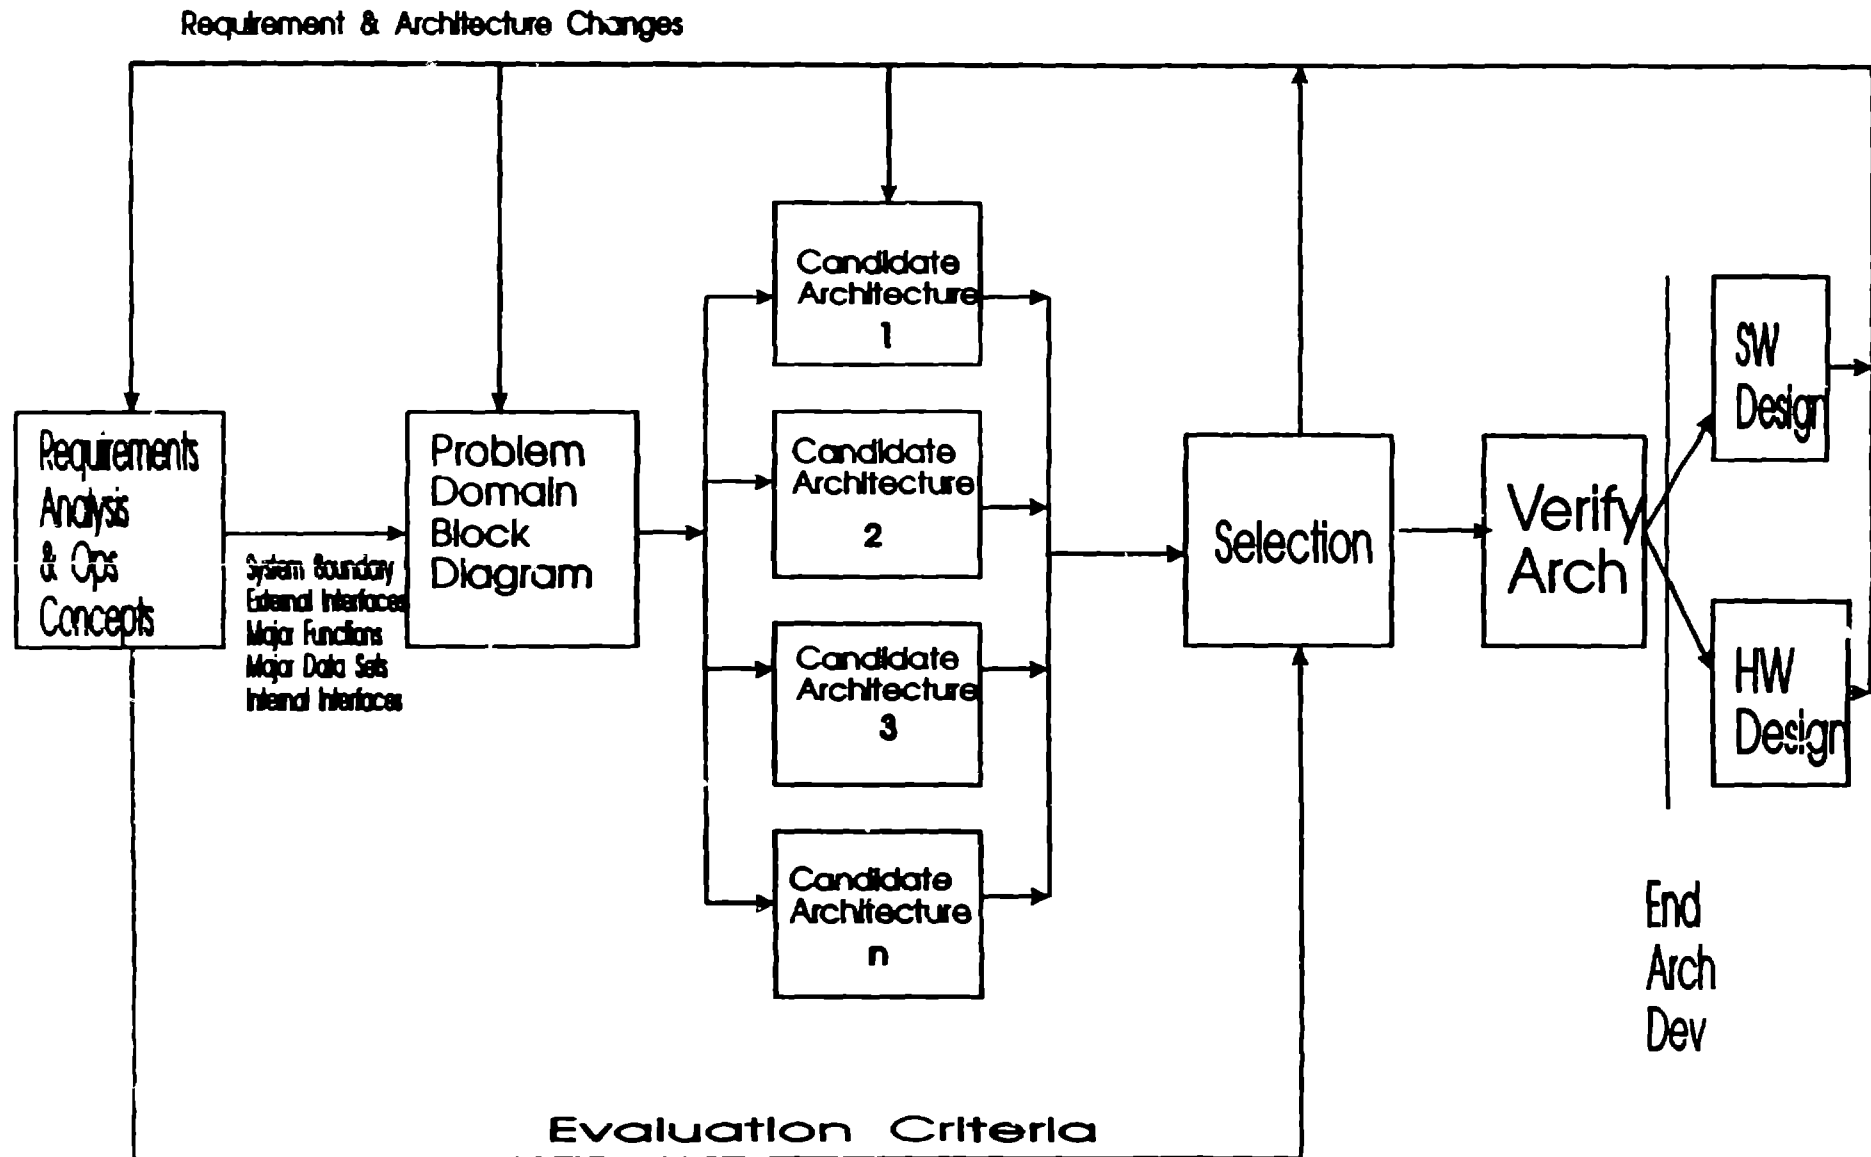 Requirement & Architecture Changes
Requirements
Analysis
& Ops
Concepts
System Boundary
External Interfaces
Major Functions
Major Data Sets
Internal Interfaces
Problem
Domain
Block
Diagram
Candidate
Architecture
1
Candidate
Architecture
2
Candidate
Architecture
3
Candidate
Architecture
n
Selection
Verify
Arch
SW
Design
HW
Design
End
Arch
Dev
Evaluation Criteria